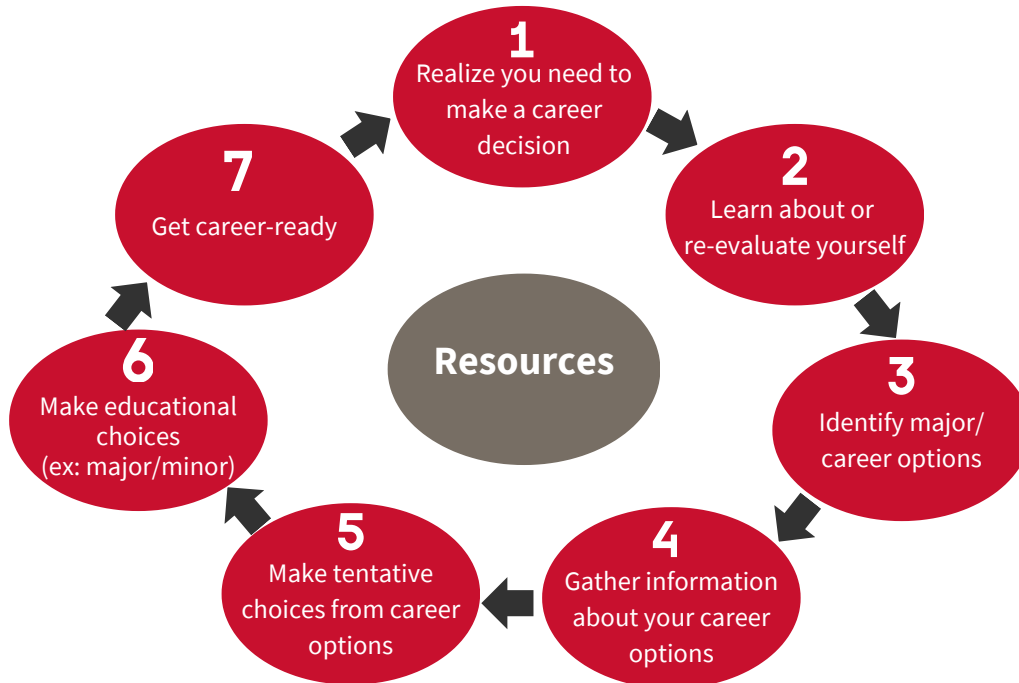 1
Realize you need to
make a career
decision
2
Learn about or
re-evaluate yourself
3
Identify major/
career options
4
Gather information
about your career
options
5
Make tentative
choices from career
options
6
Make educational
choices
(ex: major/minor)
7
Get career-ready
Resources